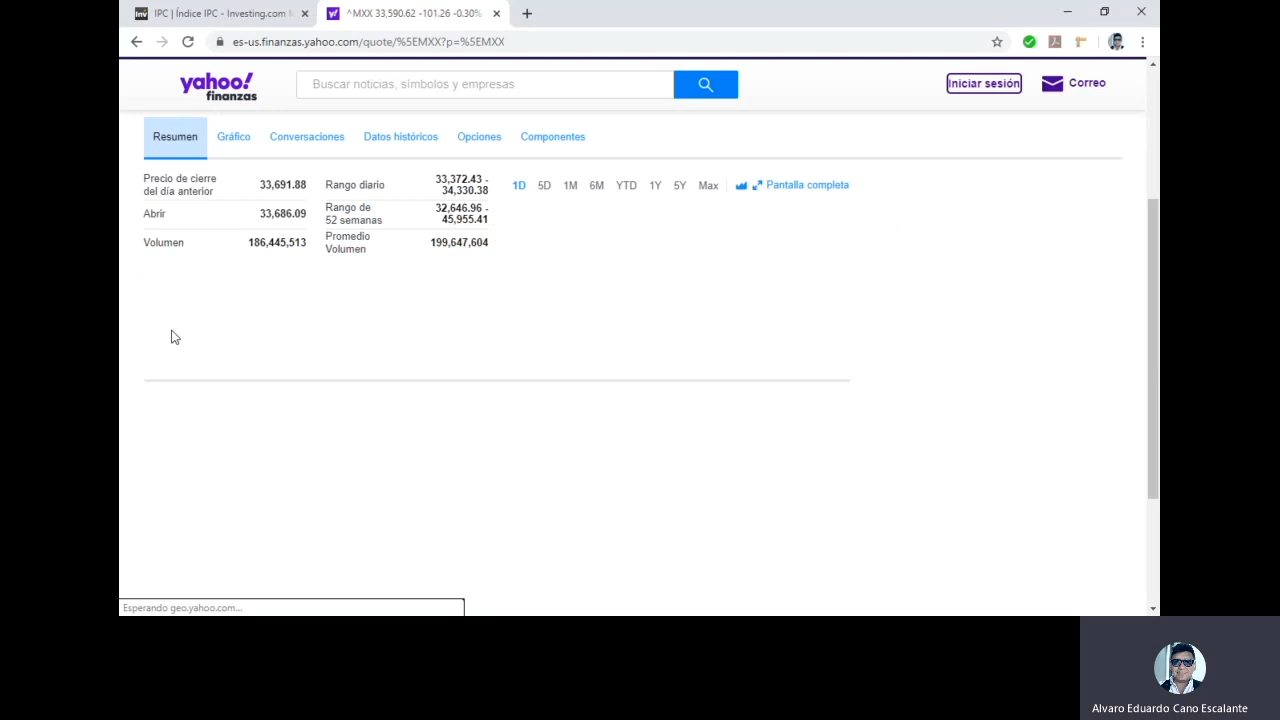 IPC | Índice IPC - Investing.com
^MXX 33,590.62 -101.26 -0.30%
es-us.finanzas.yahoo.com/quote/%5EMXX?p=%5EMXX
yahoo!
finanzas
Buscar noticias, símbolos y empresas
Iniciar sesión
Correo
Resumen Gráfico Conversaciones Datos históricos Opciones Componentes
Precio de cierre
del día anterior
33,691.88
Rango diario
33,372.43 -
34,330.38
1D 5D 1M 6M YTD 1Y 5Y Max
Pantalla completa
Abrir
33,686.09
Rango de
52 semanas
32,646.96 -
45,955.41
Volumen
186,445,513
Promedio
Volumen
199,647,604
Esperando geo.yahoo.com...
Alvaro Eduardo Cano Escalante